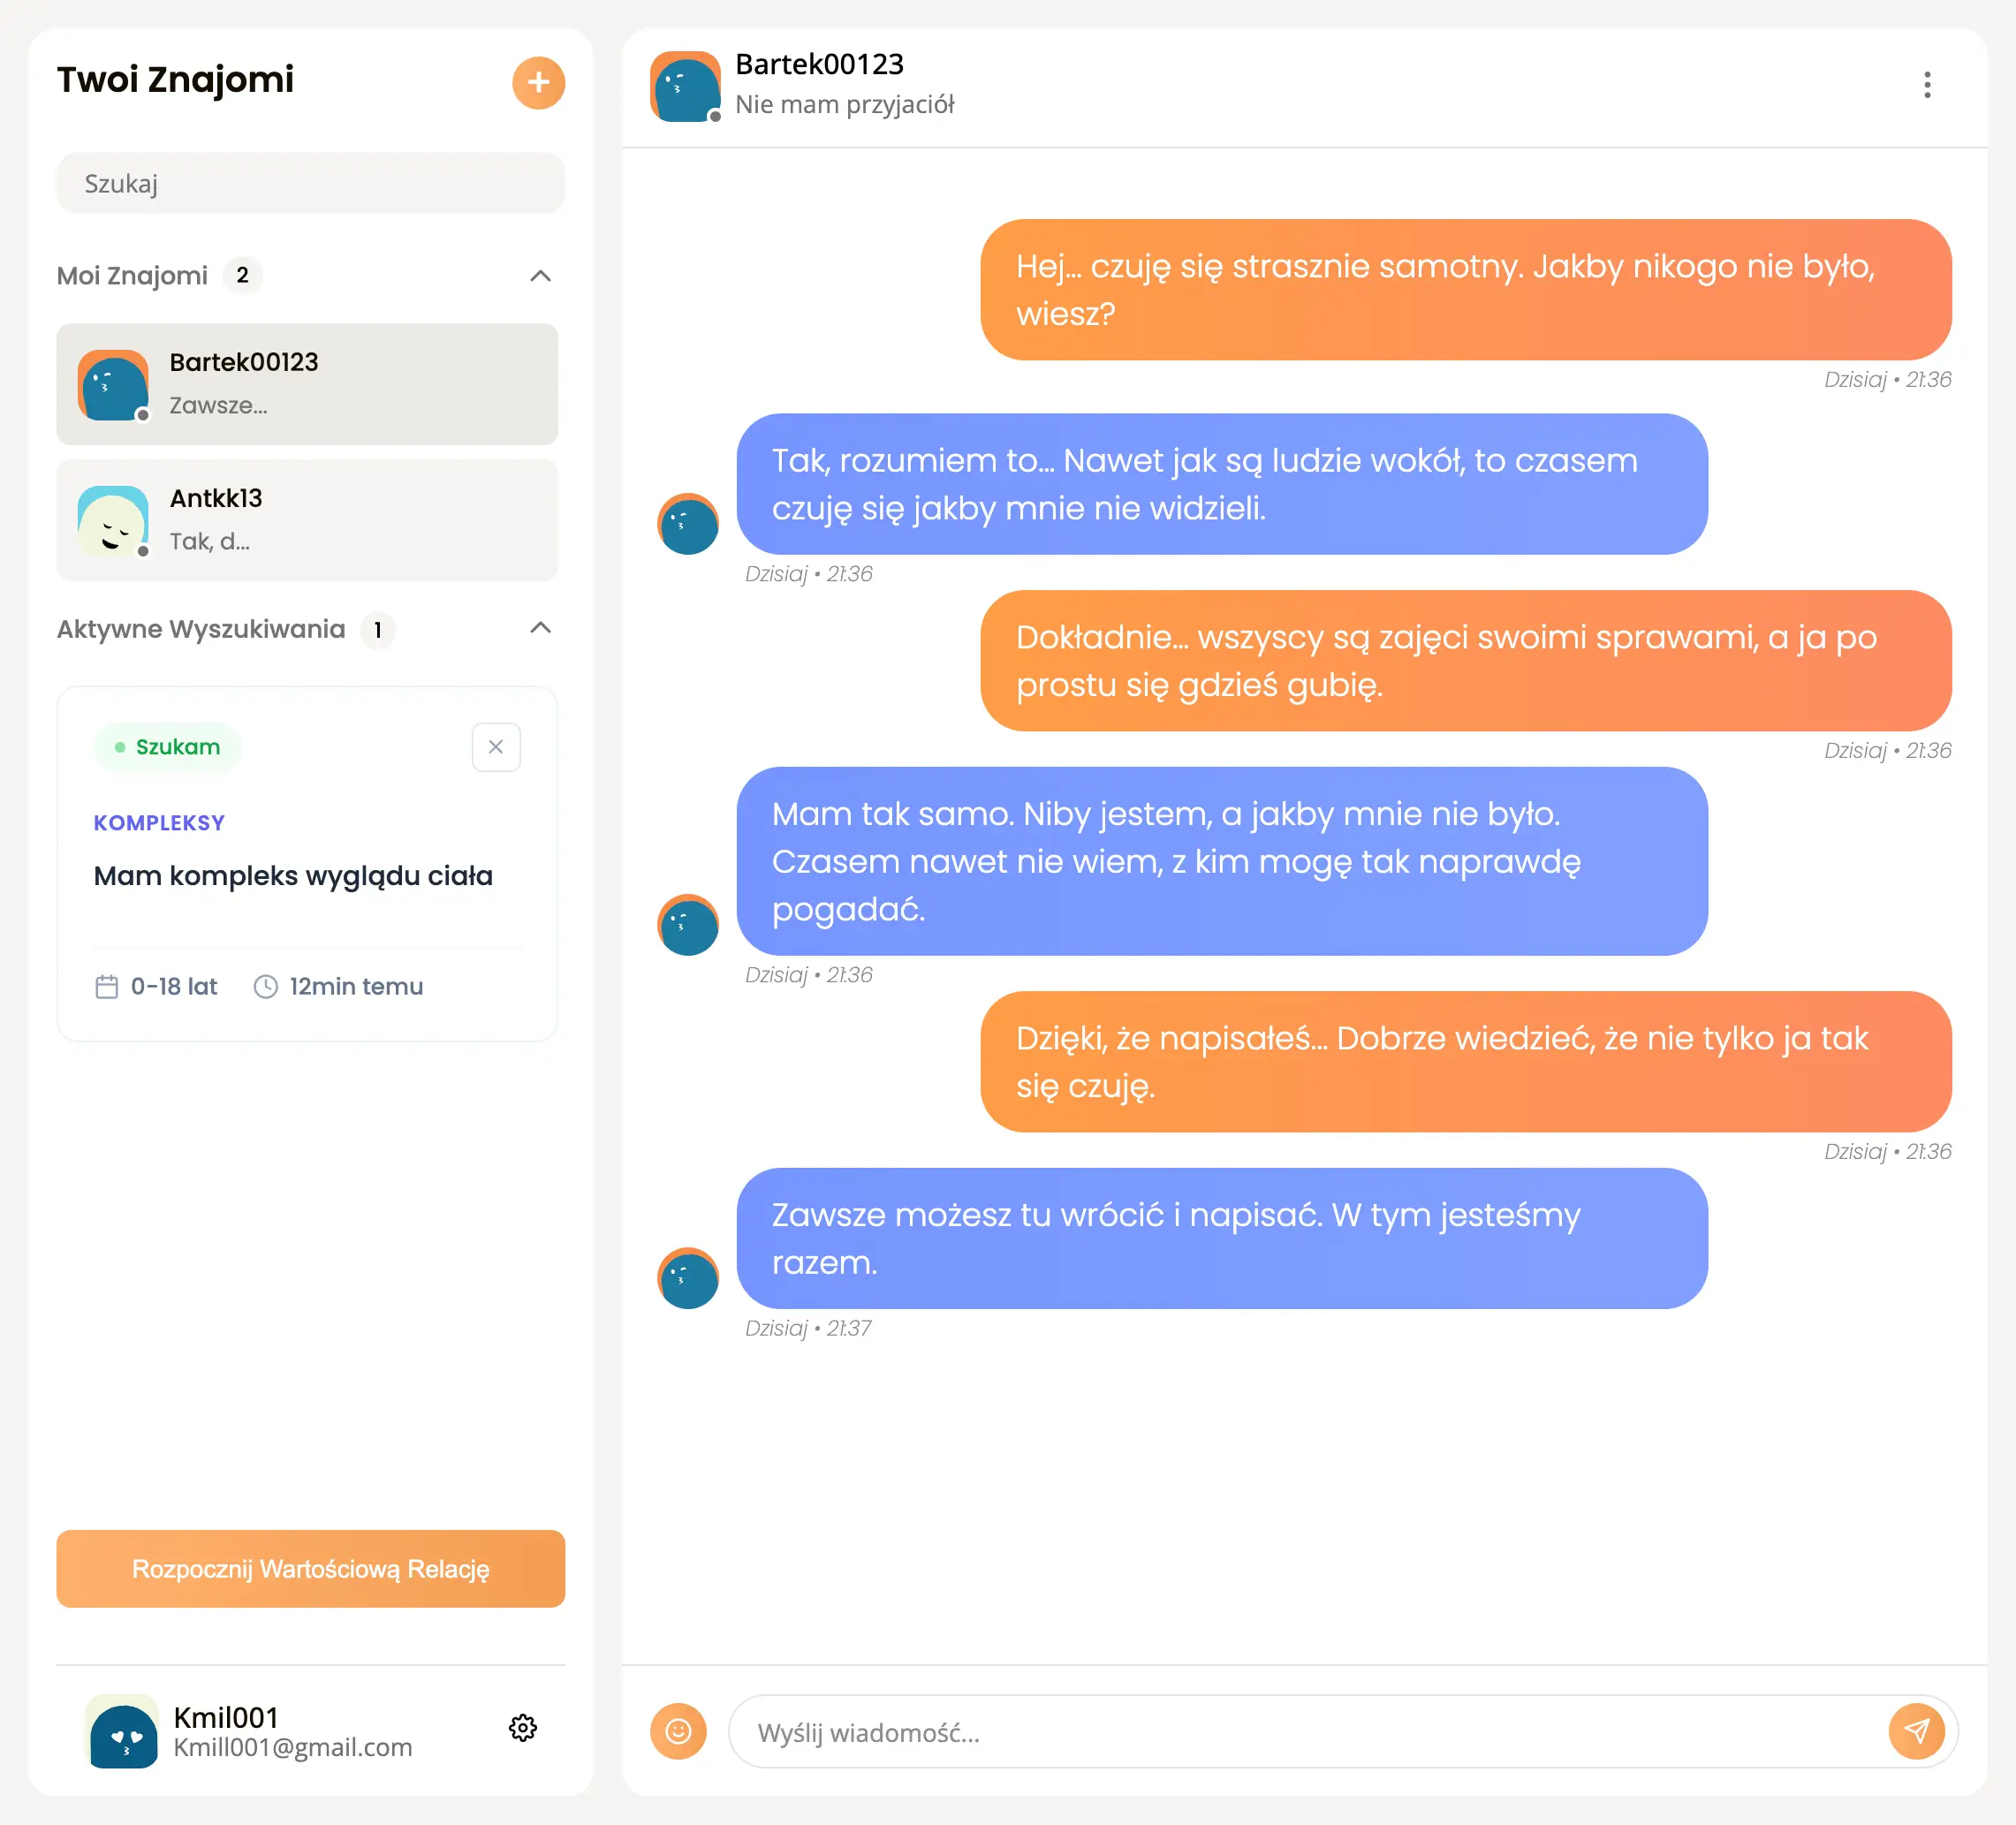 Twoi Znajomi
Szukaj
Moi Znajomi 2
Bartek00123
Zawsze...
Antkk13
Tak, d...
Aktywne Wyszukiwania 1
Szukam
KOMPLEKSY
Mam kompleks wyglądu ciała
0-18 lat 12min temu
Rozpocznij Wartościową Relację
Kmil001
Kmill001@gmail.com
Bartek00123
Nie mam przyjaciół
Hej... czuję się strasznie samotny. Jakby nikogo nie było,
wiesz?
Dzisiaj • 21:36
Tak, rozumiem to... Nawet jak są ludzie wokół, to czasem
czuję się jakby mnie nie widzieli.
Dzisiaj • 21:36
Dokładnie... wszyscy są zajęci swoimi sprawami, a ja po
prostu się gdzieś gubię.
Dzisiaj • 21:36
Mam tak samo. Niby jestem, a jakby mnie nie było.
Czasem nawet nie wiem, z kim mogę tak naprawdę
pogadać.
Dzisiaj • 21:36
Dzięki, że napisałeś... Dobrze wiedzieć, że nie tylko ja tak
się czuję.
Dzisiaj • 21:36
Zawsze możesz tu wrócić i napisać. W tym jesteśmy
razem.
Dzisiaj • 21:37
Wyślij wiadomość...